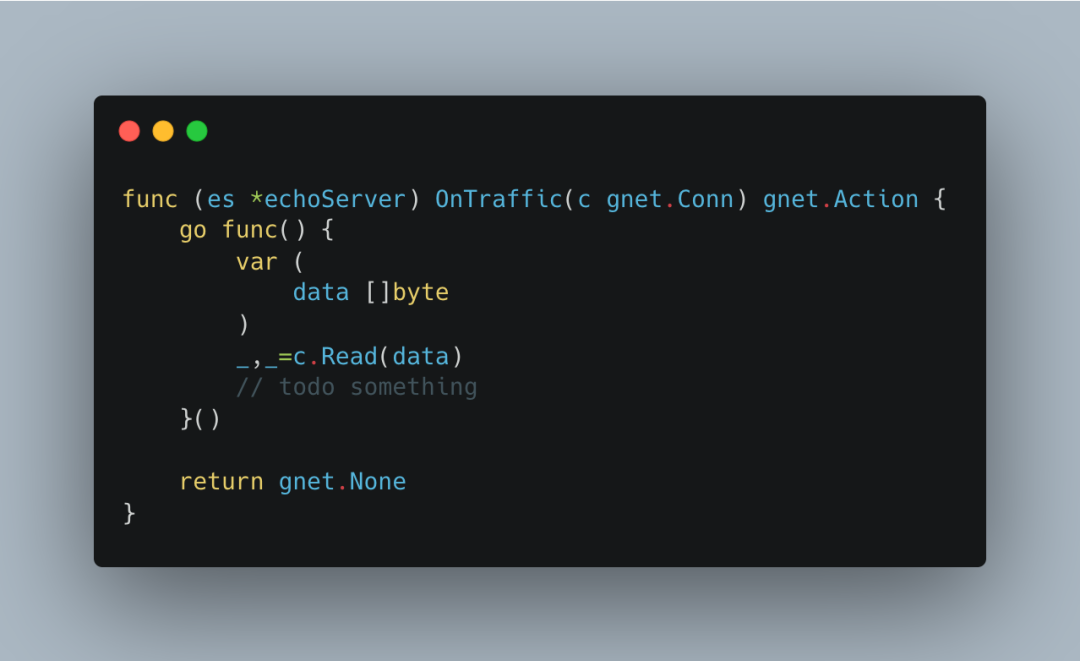 func (es *echoServer) OnTraffic(c gnet.Conn) gnet.Action {
    go func() {
        var (
            data []byte
        )
        _,_=c.Read(data)
        // todo something
    }()

    return gnet.None
}